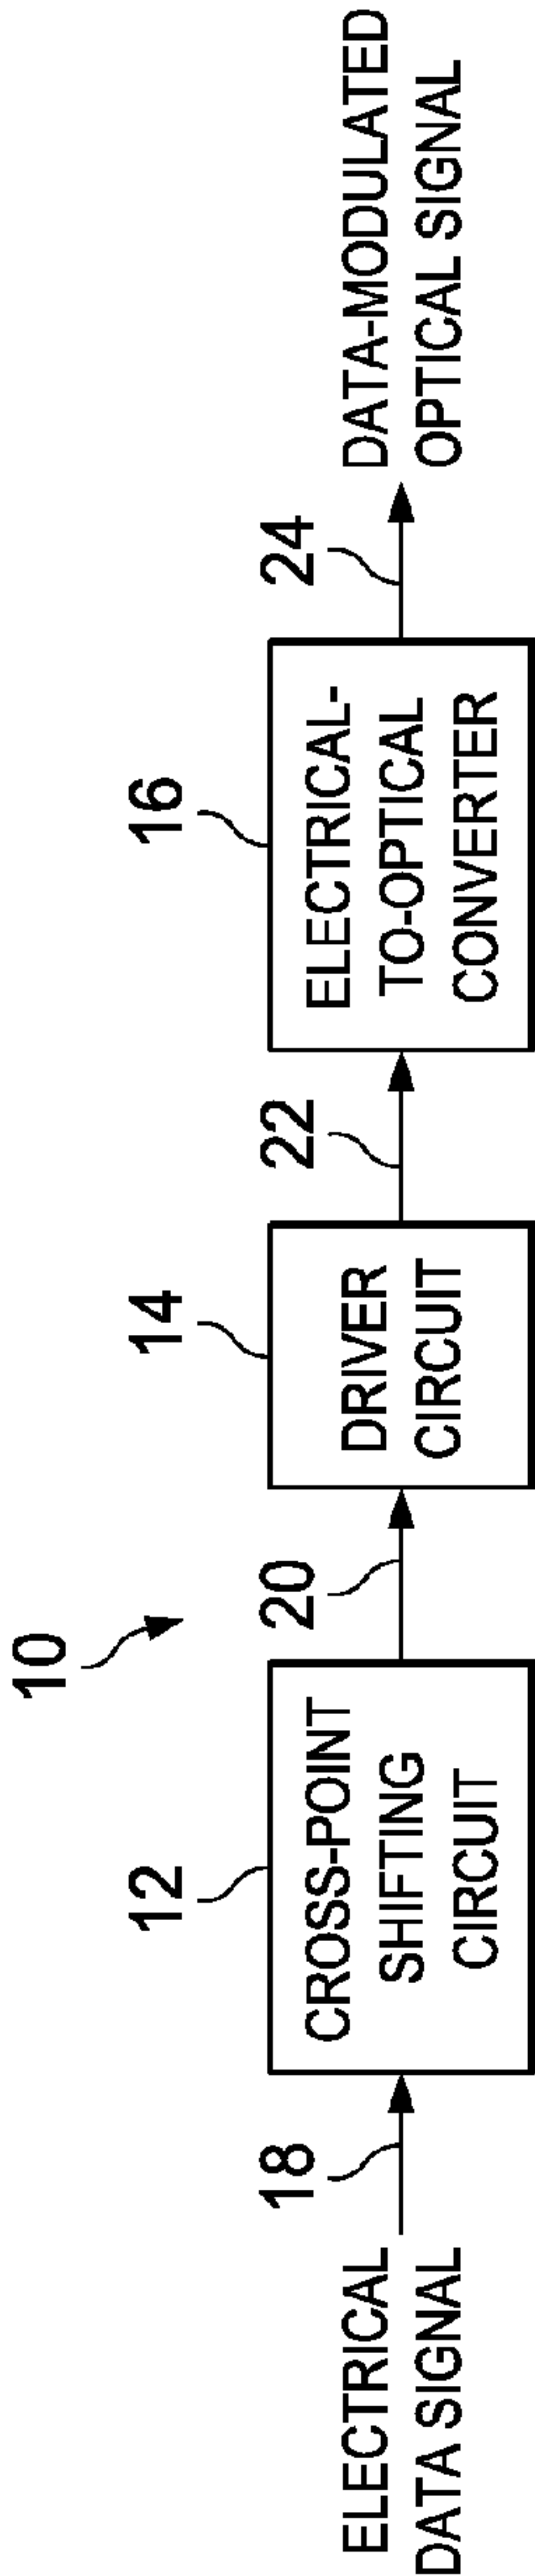 10
ELECTRICAL
DATA SIGNAL
18
12
CROSS-POINT
SHIFTING
CIRCUIT
20
14
DRIVER
CIRCUIT
22
16
ELECTRICAL-
TO-OPTICAL
CONVERTER
24
DATA-MODULATED
OPTICAL SIGNAL